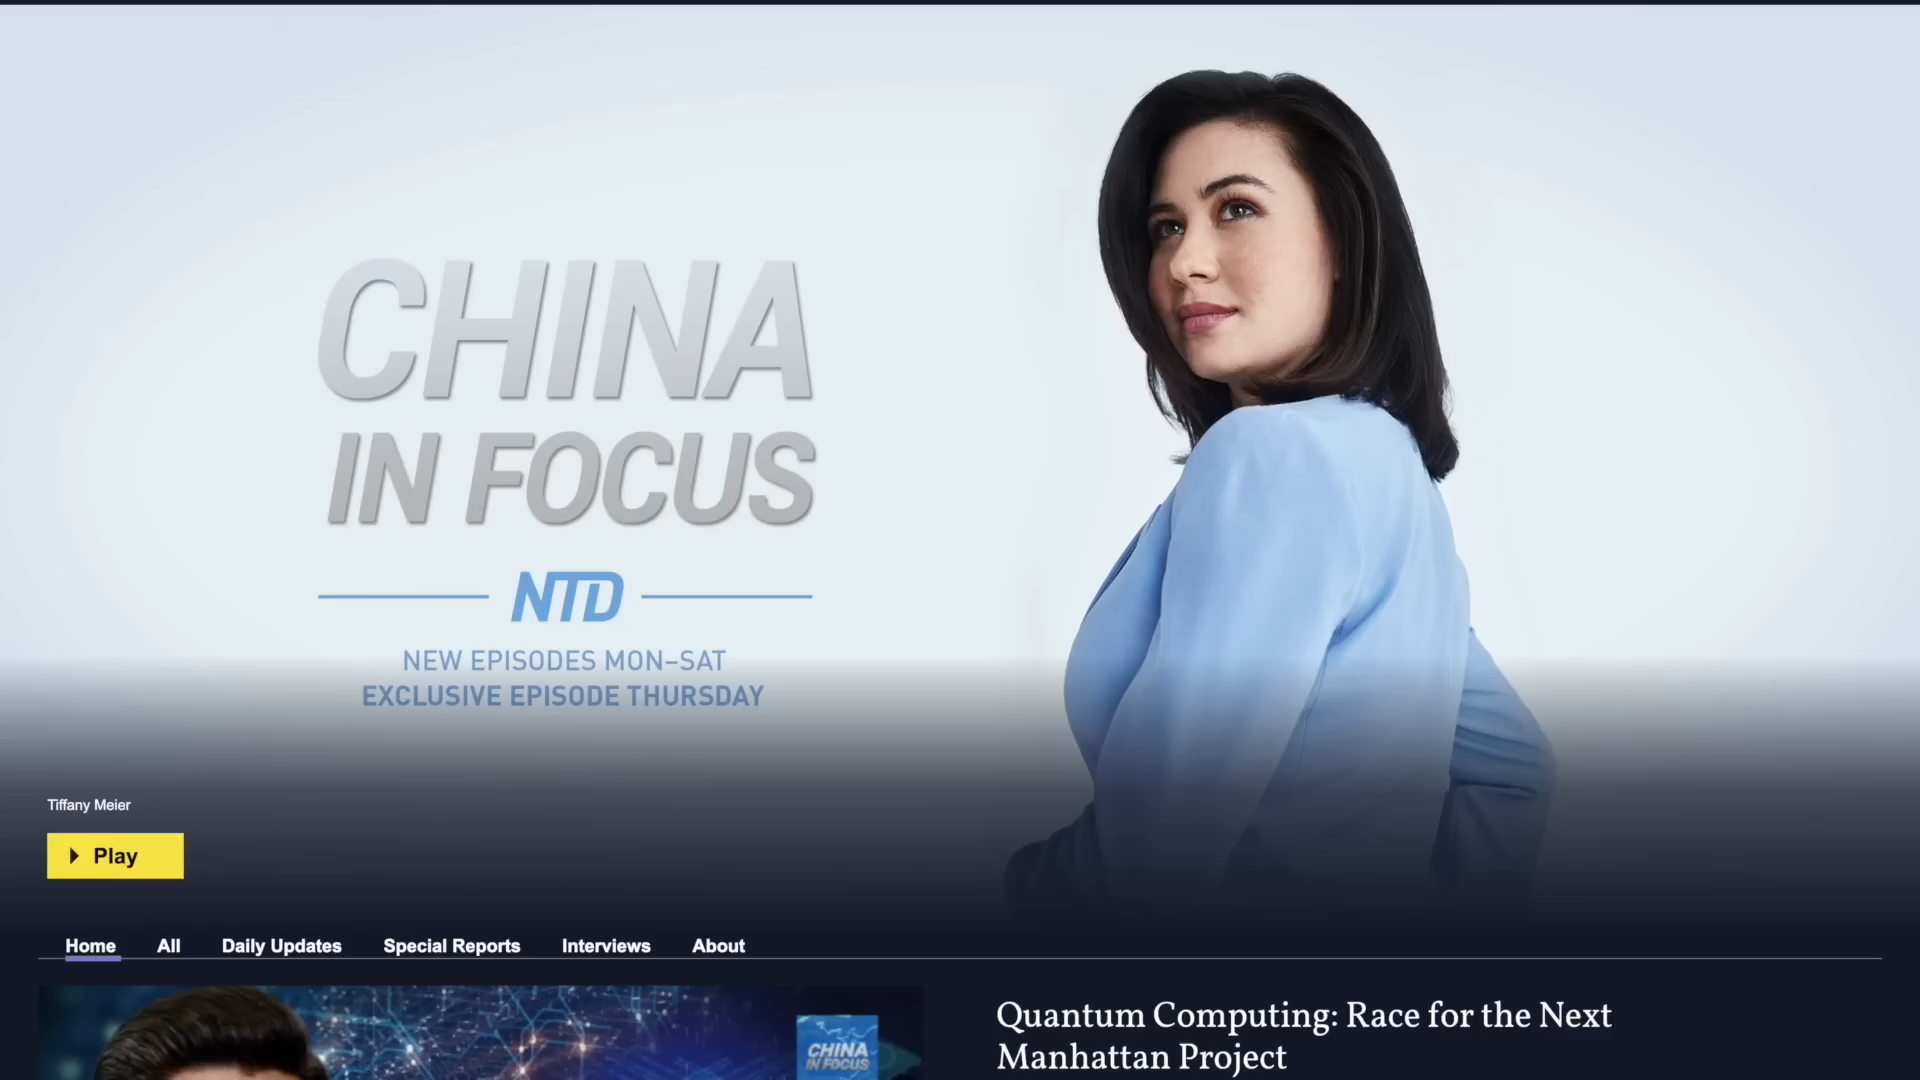 CHINA
IN FOCUS
NTD
NEW EPISODES MON–SAT
EXCLUSIVE EPISODE THURSDAY
Tiffany Meier
Play
Home All Daily Updates Special Reports Interviews About
CHINA
IN FOCUS
Quantum Computing: Race for the Next
Manhattan Project